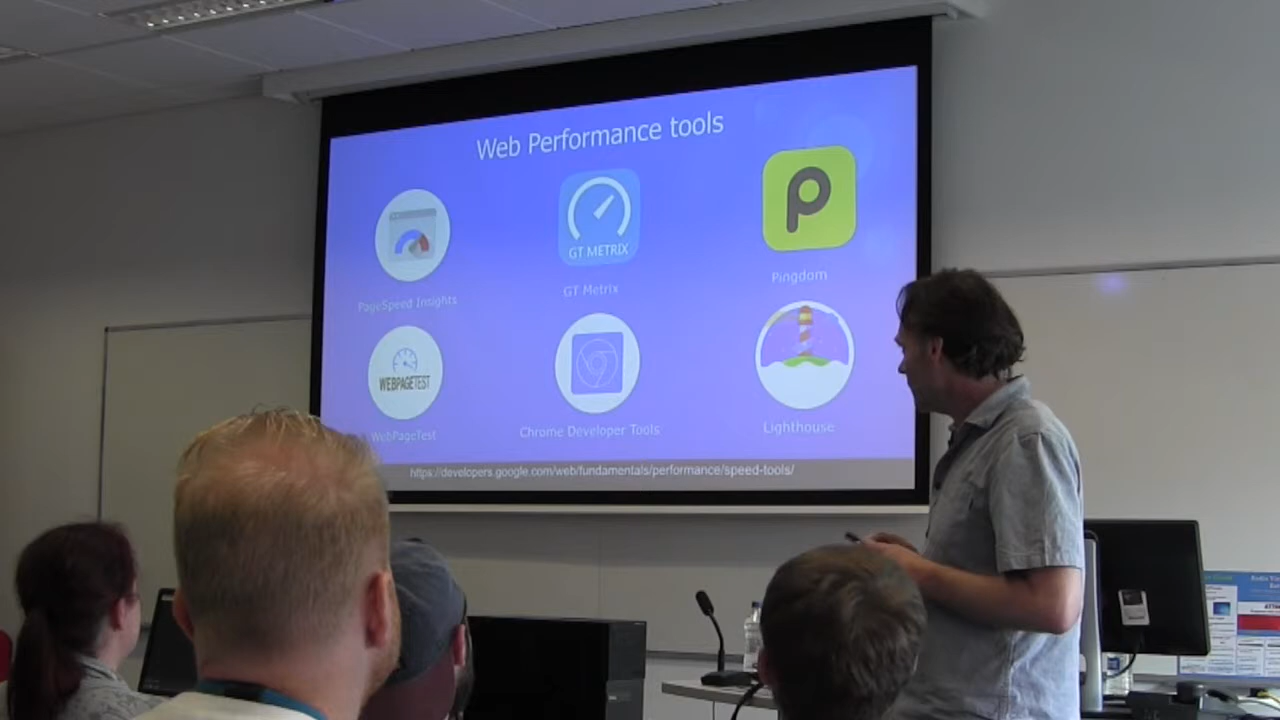 Web Performance tools
GT METRIX
PageSpeed Insights
GT Metrix
Pingdom
WEBPAGETEST
WebPageTest
Chrome Developer Tools
Lighthouse
https://developers.google.com/web/fundamentals/performance/speed-tools/